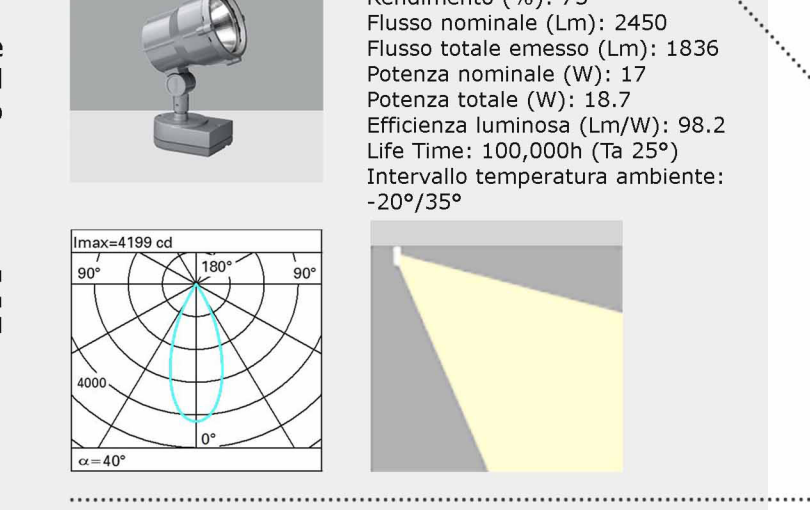 Rendimento (%): 75
Flusso nominale (Lm): 2450
Flusso totale emesso (Lm): 1836
Potenza nominale (W): 17
Potenza totale (W): 18.7
Efficienza luminosa (Lm/W): 98.2
Life Time: 100,000h (Ta 25°)
Intervallo temperatura ambiente:
-20°/35°
Imax=4199 cd
90° 180° 90°
4000
0°
α=40°